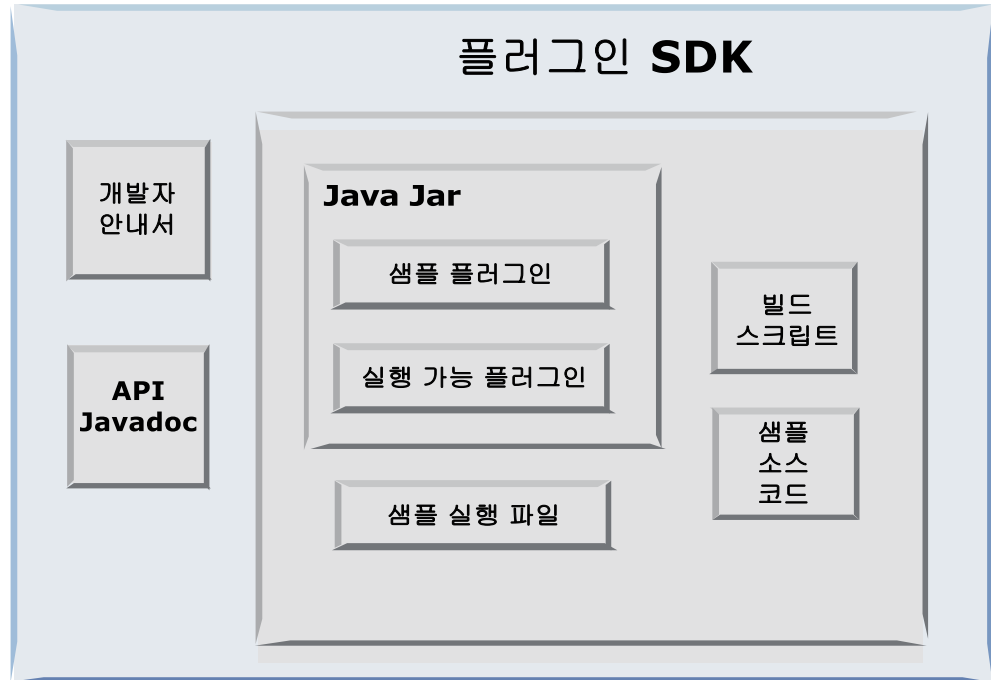 플러그인 SDK
개발자
안내서
API
Javadoc
Java Jar
샘플 플러그인
실행 가능 플러그인
샘플 실행 파일
빌드
스크립트
샘플
소스
코드